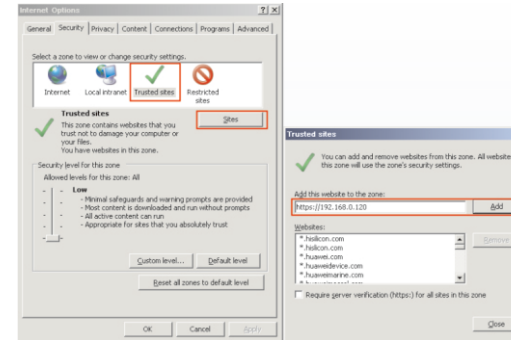 Internet Options
General Security Privacy Content Connections Programs Advanced
Select a zone to view or change security settings.
Internet Local intranet Trusted sites Restricted sites
Trusted sites
This zone contains websites that you
trust not to damage your computer or
your files.
You have websites in this zone.
Sites
Security level for this zone
Allowed levels for this zone: All
Low
- Minimal safeguards and warning prompts are provided
- Most content is downloaded and run without prompts
- All active content can run
- Appropriate for sites that you absolutely trust
Custom level... Default level
Reset all zones to default level
OK Cancel Apply
Trusted sites
You can add and remove websites from this zone. All website
this zone will use the zone's security settings.
Add this website to the zone:
https://192.168.0.120 Add
Websites:
*.hisilicon.com Remove
*.hislicon.com
*.huawei.com
*.huaweidevice.com
*.huaweimarine.com
Require server verification (https:) for all sites in this zone
Close